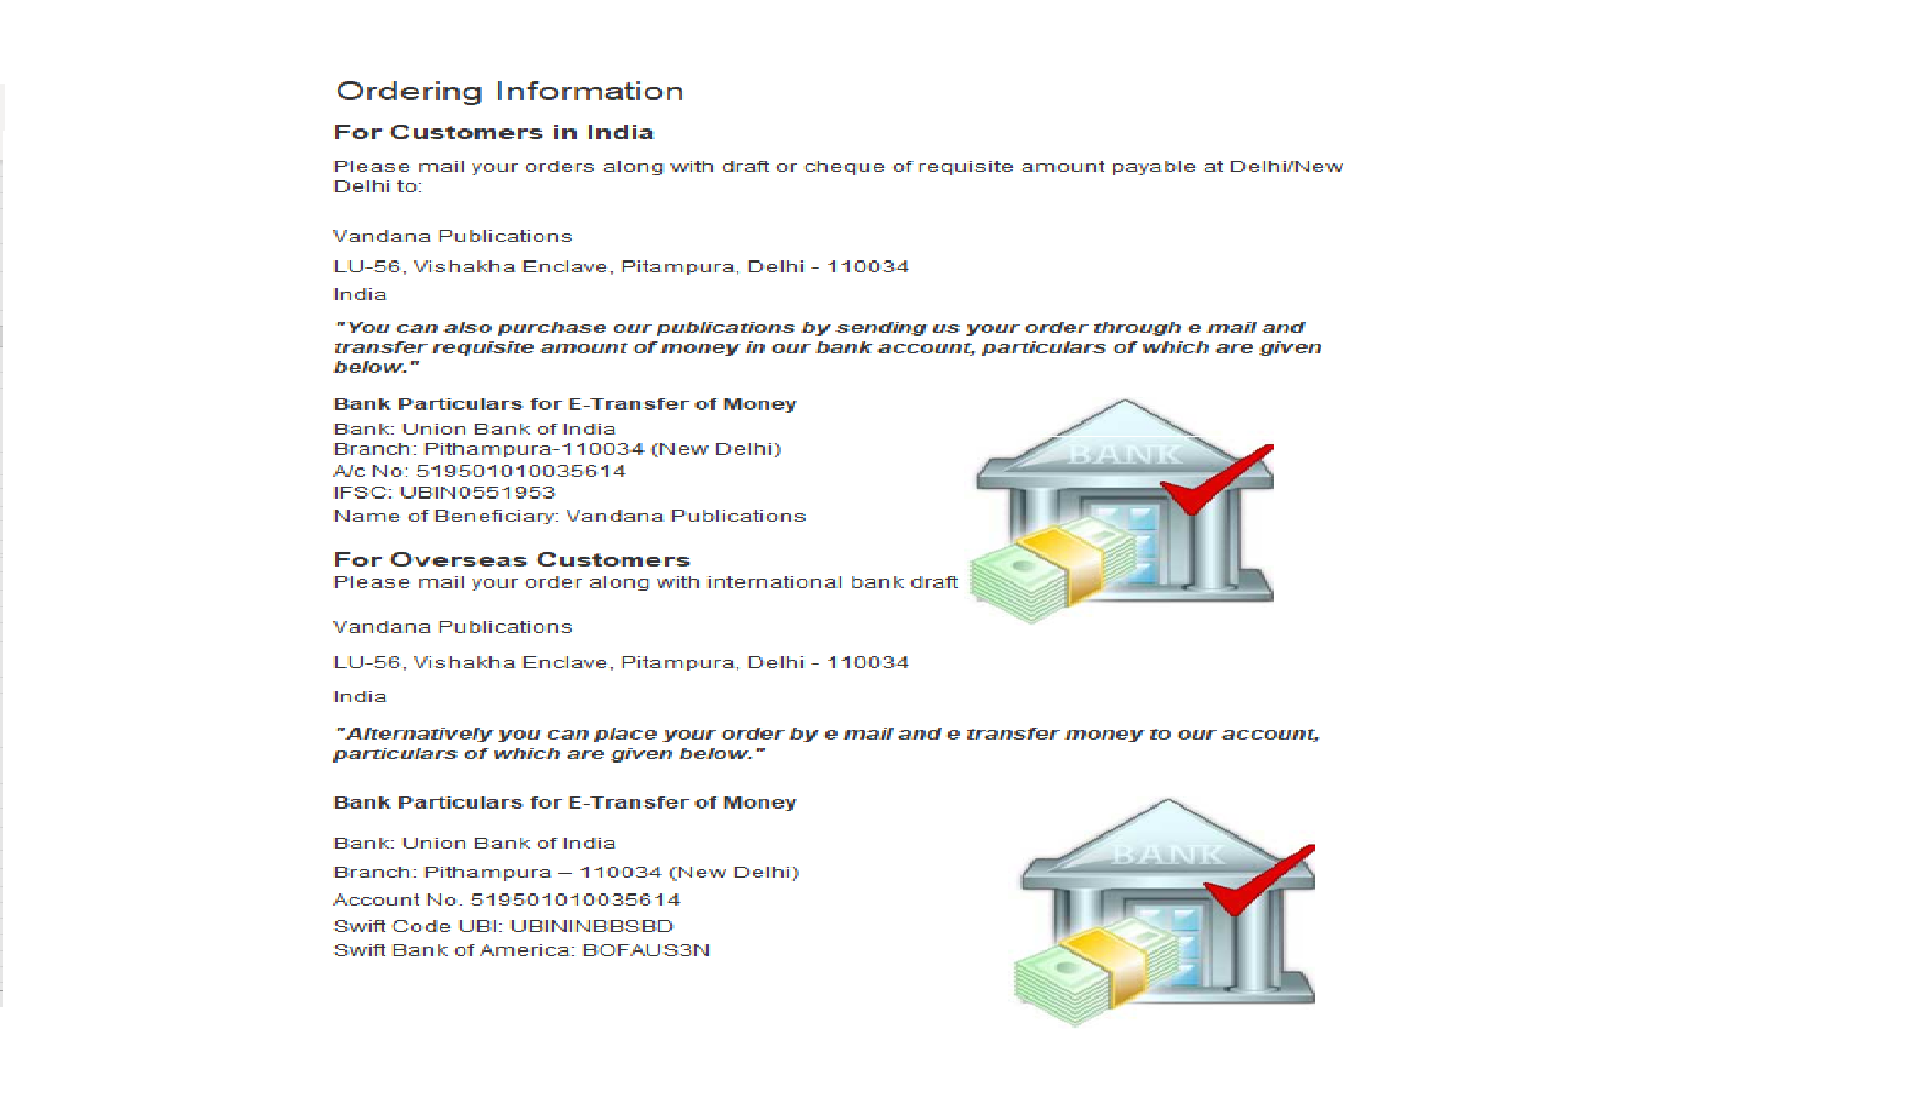 Ordering Information
For Customers in India
Please mail your orders along with draft or cheque of requisite amount payable at Delhi/New
Delhi to:
Vandana Publications
LU-56, Vishakha Enclave, Pitampura, Delhi - 110034
India
"You can also purchase our publications by sending us your order through e mail and
transfer requisite amount of money in our bank account, particulars of which are given
below."
Bank Particulars for E-Transfer of Money
Bank: Union Bank of India
Branch: Pithampura-110034 (New Delhi)
A/c No: 519501010035614
IFSC: UBIN0551953
Name of Beneficiary: Vandana Publications
BANK
For Overseas Customers
Please mail your order along with international bank draft
Vandana Publications
LU-56, Vishakha Enclave, Pitampura, Delhi - 110034
India
"Alternatively you can place your order by e mail and e transfer money to our account,
particulars of which are given below."
Bank Particulars for E-Transfer of Money
Bank: Union Bank of India
Branch: Pithampura – 110034 (New Delhi)
Account No. 519501010035614
Swift Code UBI: UBININBBSBD
Swift Bank of America: BOFAUS3N
BANK